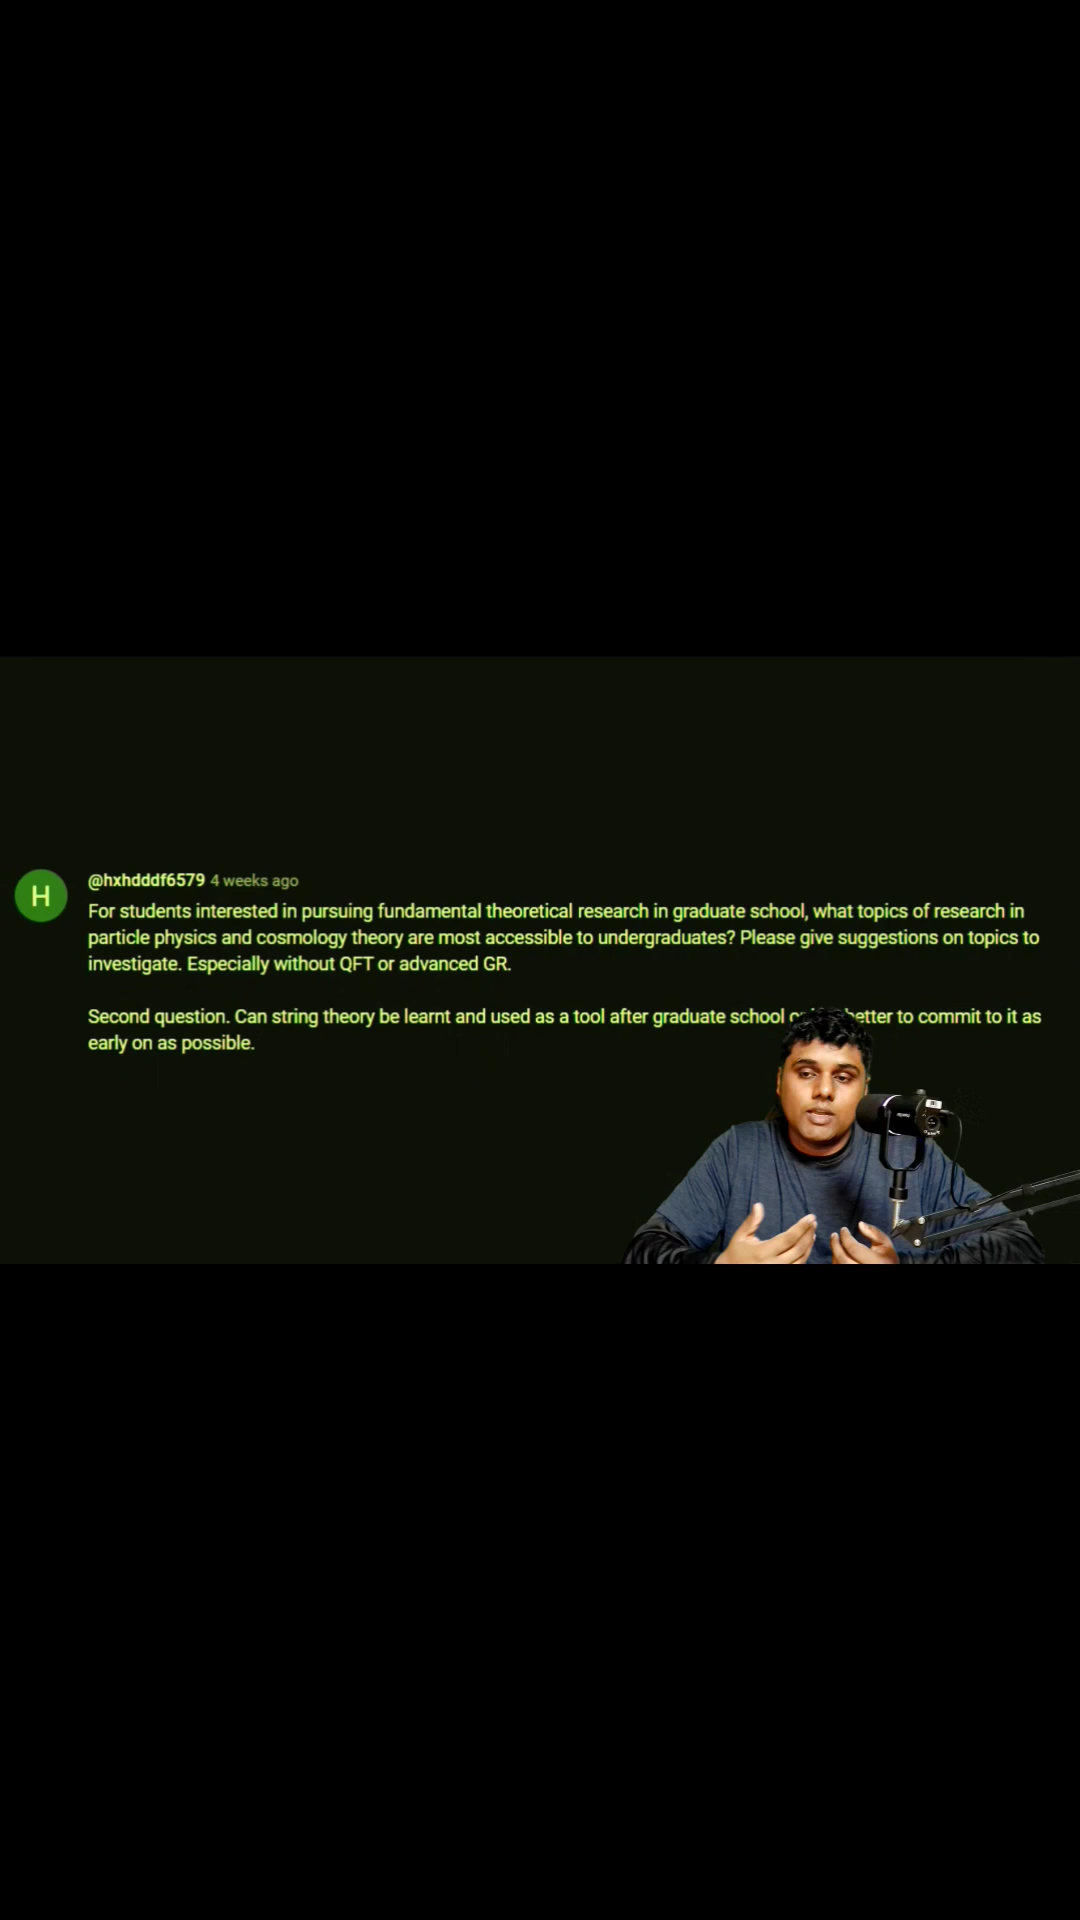 H
@hxhdddf6579 4 weeks ago
For students interested in pursuing fundamental theoretical research in graduate school, what topics of research in
particle physics and cosmology theory are most accessible to undergraduates? Please give suggestions on topics to
investigate. Especially without QFT or advanced GR.
Second question. Can string theory be learnt and used as a tool after graduate school better to commit to it as
early on as possible.